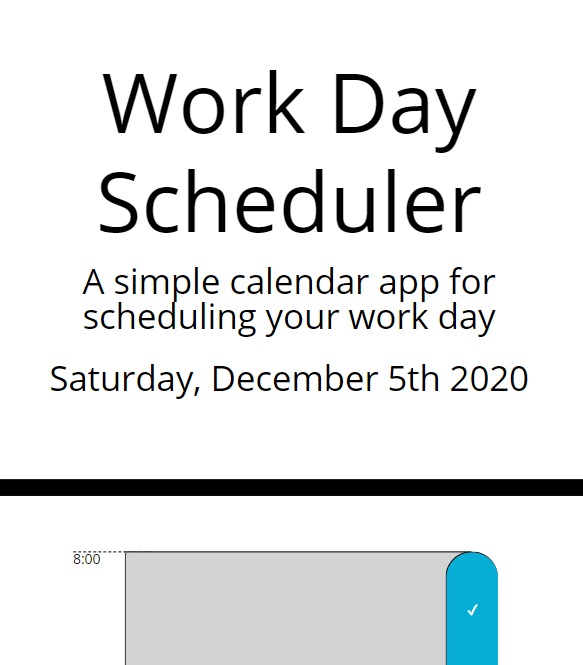 Work Day
Scheduler
A simple calendar app for
scheduling your work day
Saturday, December 5th 2020
8:00
✓